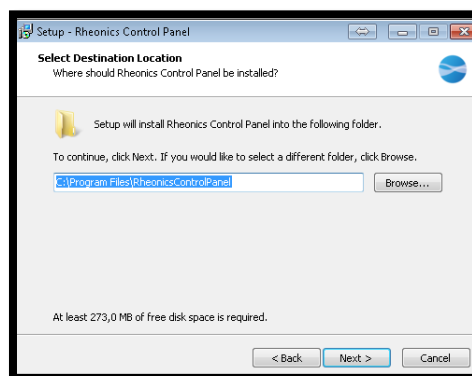 Setup - Rheonics Control Panel
Select Destination Location
Where should Rheonics Control Panel be installed?
Setup will install Rheonics Control Panel into the following folder.
To continue, click Next. If you would like to select a different folder, click Browse.
C:\Program Files\RheonicsControlPanel
Browse...
At least 273,0 MB of free disk space is required.
< Back
Next >
Cancel